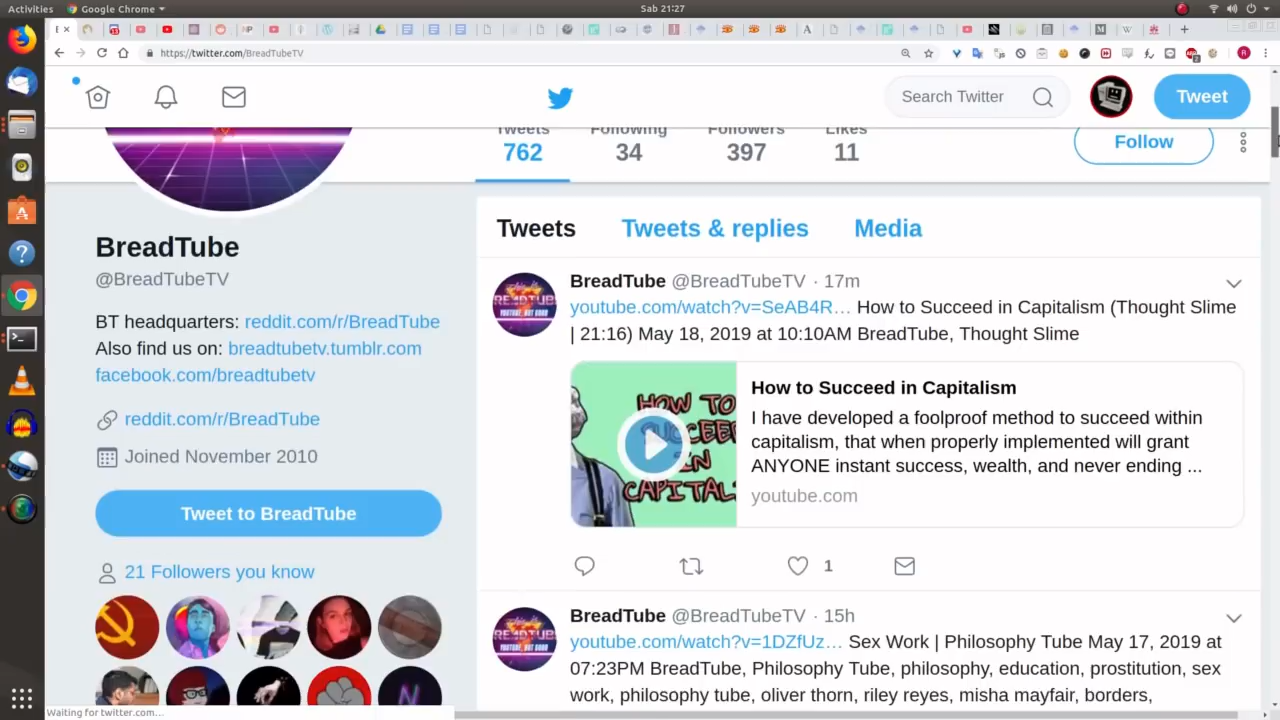 Activities
Google Chrome
Sab 21:27
https://twitter.com/BreadTubeTV
Search Twitter
Tweet
Tweets
Following
Followers
Likes
762
34
397
11
Follow
BreadTube
@BreadTubeTV
BT headquarters: reddit.com/r/BreadTube
Also find us on: breadtubetv.tumblr.com
facebook.com/breadtubetv
reddit.com/r/BreadTube
Joined November 2010
Tweet to BreadTube
21 Followers you know
Tweets
Tweets & replies
Media
BreadTube @BreadTubeTV · 17m
youtube.com/watch?v=SeAB4R… How to Succeed in Capitalism (Thought Slime
| 21:16) May 18, 2019 at 10:10AM BreadTube, Thought Slime
HOW TO
SUCCEED
IN
CAPITAL
How to Succeed in Capitalism
I have developed a foolproof method to succeed within
capitalism, that when properly implemented will grant
ANYONE instant success, wealth, and never ending ...
youtube.com
1
BreadTube @BreadTubeTV · 15h
youtube.com/watch?v=1DZfUz… Sex Work | Philosophy Tube May 17, 2019 at
07:23PM BreadTube, Philosophy Tube, philosophy, education, prostitution, sex
work, philosophy tube, oliver thorn, riley reyes, misha mayfair, borders,
Waiting for twitter.com...